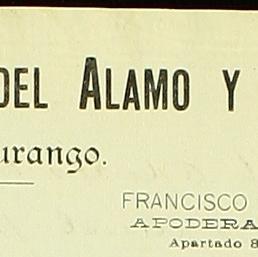 DEL ALAMO Y
urango.
FRANCISCO
APODERA
Apartado 8